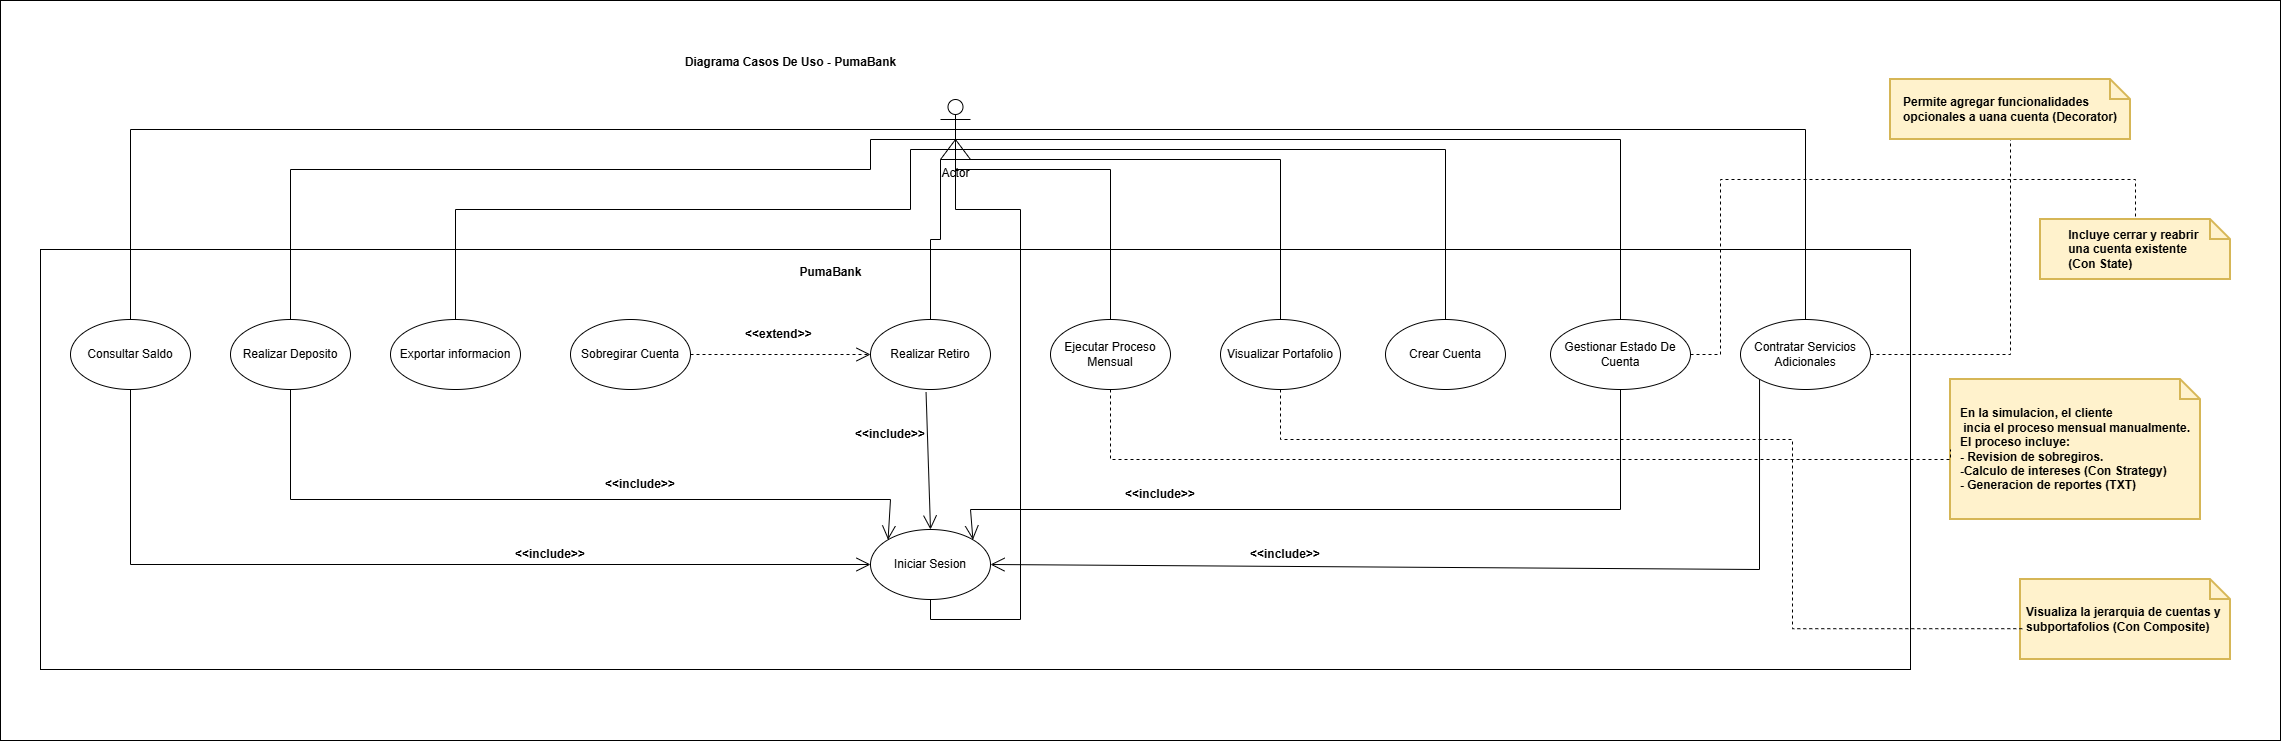 Diagrama Casos De Uso - PumaBank
Actor
Permite agregar funcionalidades
opcionales a uana cuenta (Decorator)
Incluye cerrar y reabrir
una cuenta existente
(Con State)
PumaBank
Consultar Saldo
Realizar Deposito
Exportar informacion
Sobregirar Cuenta
<<extend>>
Realizar Retiro
Ejecutar Proceso
Mensual
Visualizar Portafolio
Crear Cuenta
Gestionar Estado De
Cuenta
Contratar Servicios
Adicionales
En la simulacion, el cliente
incia el proceso mensual manualmente.
El proceso incluye:
- Revision de sobregiros.
-Calculo de intereses (Con Strategy)
- Generacion de reportes (TXT)
<<include>>
<<include>>
<<include>>
<<include>>
<<include>>
Iniciar Sesion
Visualiza la jerarquia de cuentas y
subportafolios (Con Composite)